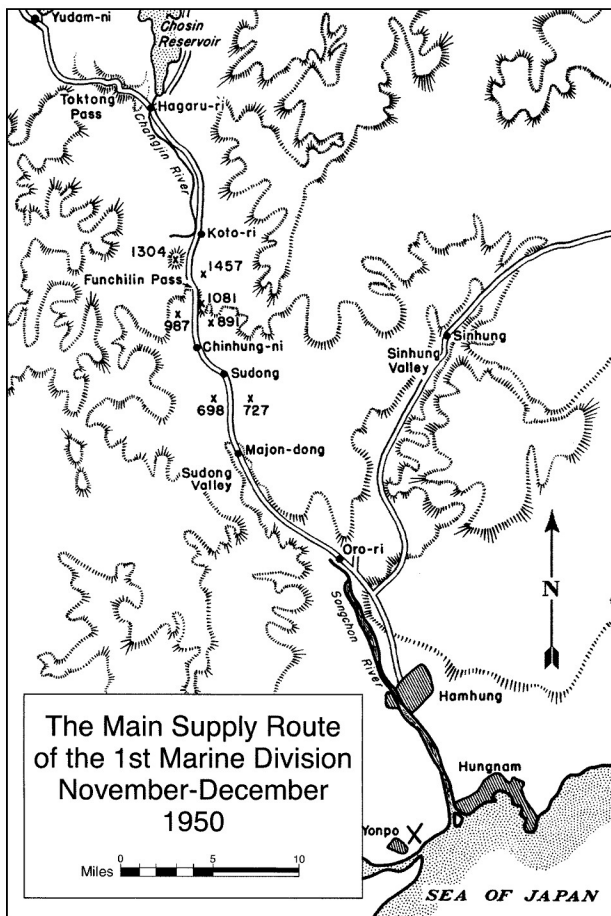 Yudam-ni
Chosin
Reservoir
Toktong
Pass
Hagaru-ri
Changjin River
Koto-ri
1304
1457
Funchilin Pass
1081
987
891
Chinhung-ni
Sinhung
Sinhung
Valley
Sudong
698
727
Majon-dong
Sudong
Valley
Oro-ri
N
Songchon River
Hamhung
The Main Supply Route
of the 1st Marine Division
November-December
1950
Hungnam
Yonpo
Miles
0
5
10
SEA OF JAPAN